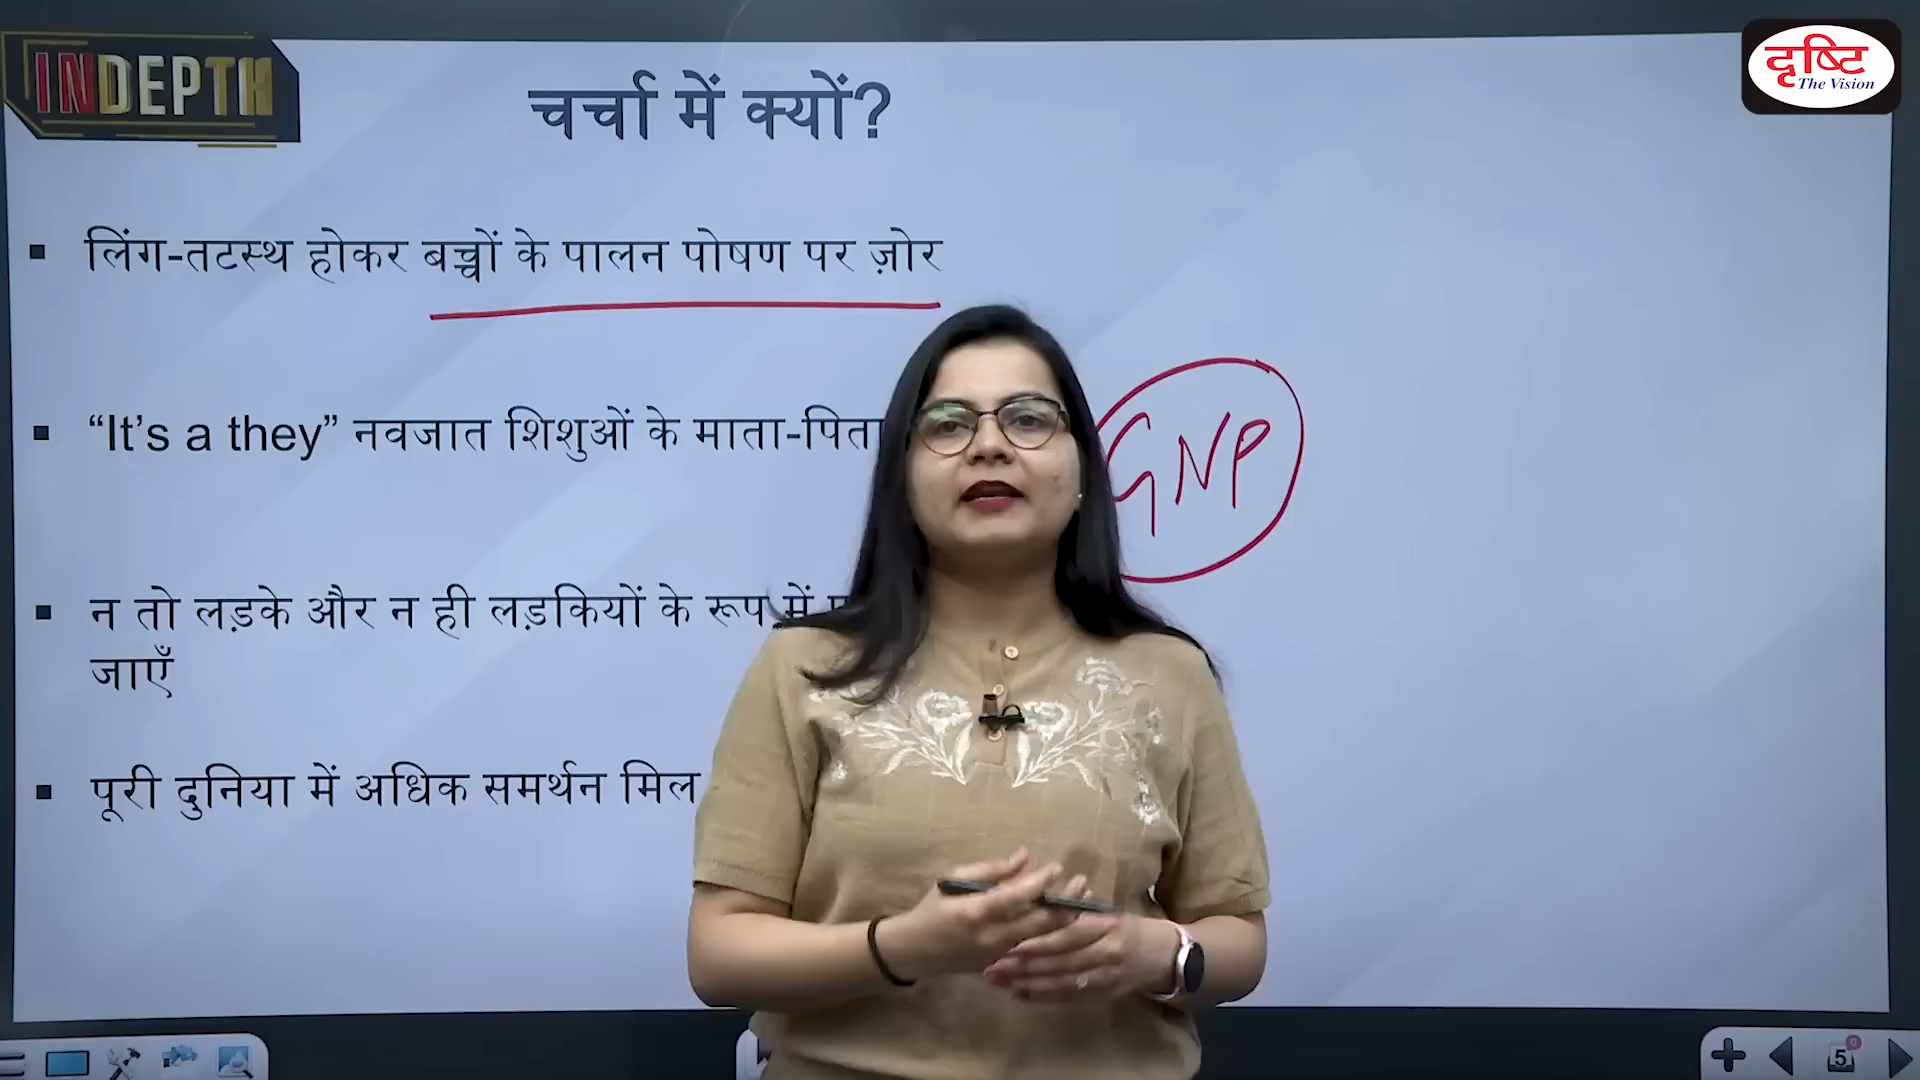 INDEPTH
दृष्टि
The Vision
चर्चा में क्यों?
▪ लिंग-तटस्थ होकर बच्चों के पालन पोषण पर ज़ोर
▪ “It’s a they” नवजात शिशुओं के माता-पिता
GNP
▪ न तो लड़के और न ही लड़कियों के रूप में
जाएँ
▪ पूरी दुनिया में अधिक समर्थन मिल
5
0